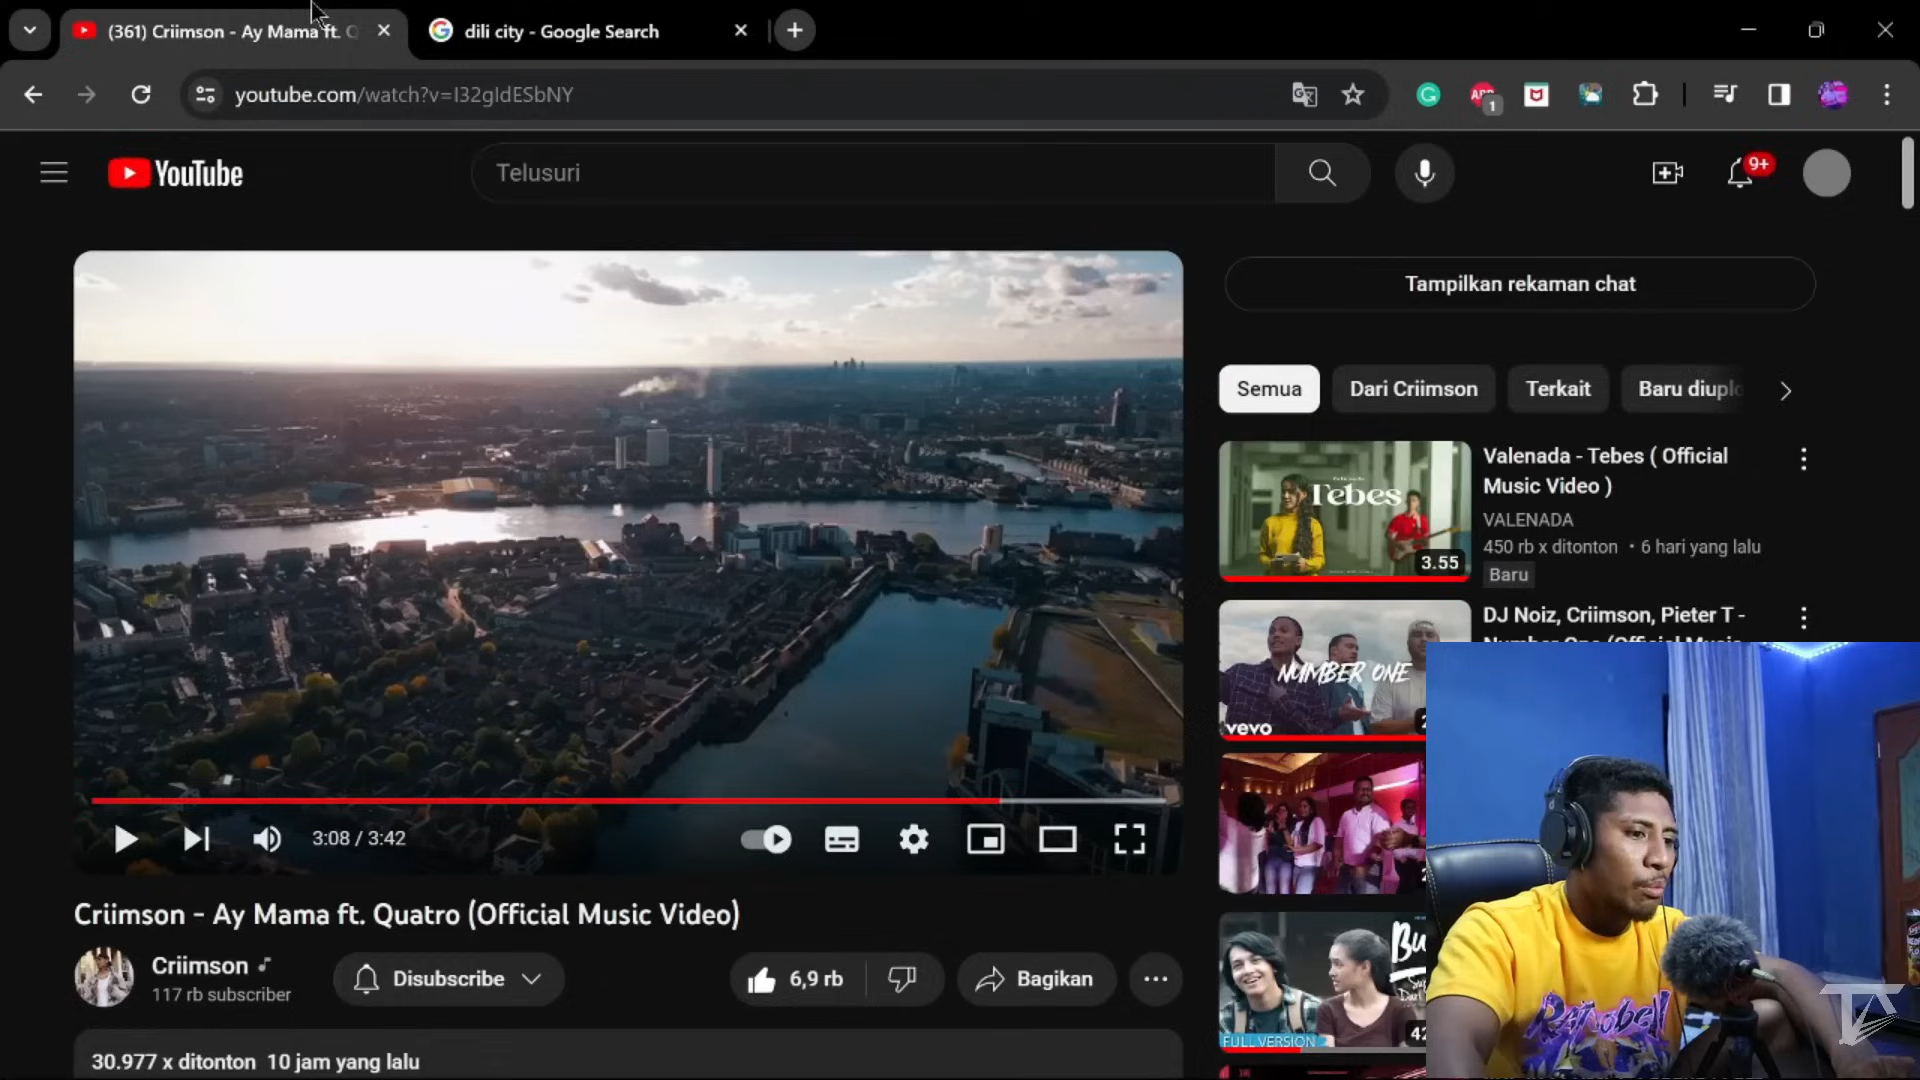 (361) Criimson - Ay Mama ft.
dili city - Google Search
youtube.com/watch?v=I32gIdESbNY
1
YouTube
Telusuri
9+
Tampilkan rekaman chat
Semua
Dari Criimson
Terkait
Baru diuplo
Tebes
3.55
Valenada - Tebes ( Official
Music Video )
VALENADA
450 rb x ditonton • 6 hari yang lalu
Baru
NUMBER ONE
vevo
DJ Noiz, Criimson, Pieter T -
3:08 / 3:42
Criimson - Ay Mama ft. Quatro (Official Music Video)
Criimson
117 rb subscriber
Disubscribe
6,9 rb
Bagikan
FULL VERSION
30.977 x ditonton 10 jam yang lalu